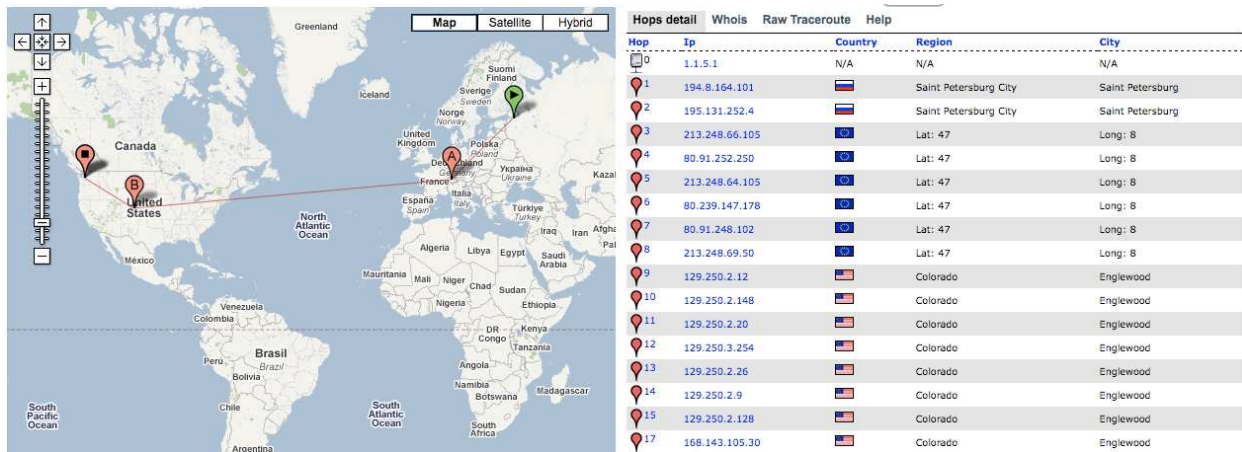 Map Satellite Hybrid
Greenland
Iceland
Suomi
Finland
Sverige
Sweden
Norge
Norway
United
Kingdom
Polska
Poland
Deutschland
Germany
A
Україна
Ukraine
France
Kazal
Italia
Italy
España
Spain
Türkiye
Turkey
Canada
B
United
States
North
Atlantic
Ocean
México
Iraq
Iran
Afgha
Pa
Algeria
Libya
Egypt
Saudi
Arabia
Mauritania
Mali
Niger
Chad
Sudan
Nigeria
Ethiopia
Venezuela
Colombia
DR
Congo
Kenya
Tanzania
Brasil
Brazil
Perú
Bolivia
Angola
Namibia
Botswana
Madagascar
Chile
South
Pacific
Ocean
South
Atlantic
Ocean
South
Africa
Argentina
Hops detail Whois Raw Traceroute Help
Hop Ip Country Region City
0 1.1.5.1 N/A N/A N/A
1 194.8.164.101 Saint Petersburg City Saint Petersburg
2 195.131.252.4 Saint Petersburg City Saint Petersburg
3 213.248.66.105 Lat: 47 Long: 8
4 80.91.252.250 Lat: 47 Long: 8
5 213.248.64.105 Lat: 47 Long: 8
6 80.239.147.178 Lat: 47 Long: 8
7 80.91.248.102 Lat: 47 Long: 8
8 213.248.69.50 Lat: 47 Long: 8
9 129.250.2.12 Colorado Englewood
10 129.250.2.148 Colorado Englewood
11 129.250.2.20 Colorado Englewood
12 129.250.3.254 Colorado Englewood
13 129.250.2.26 Colorado Englewood
14 129.250.2.9 Colorado Englewood
15 129.250.2.128 Colorado Englewood
17 168.143.105.30 Colorado Englewood